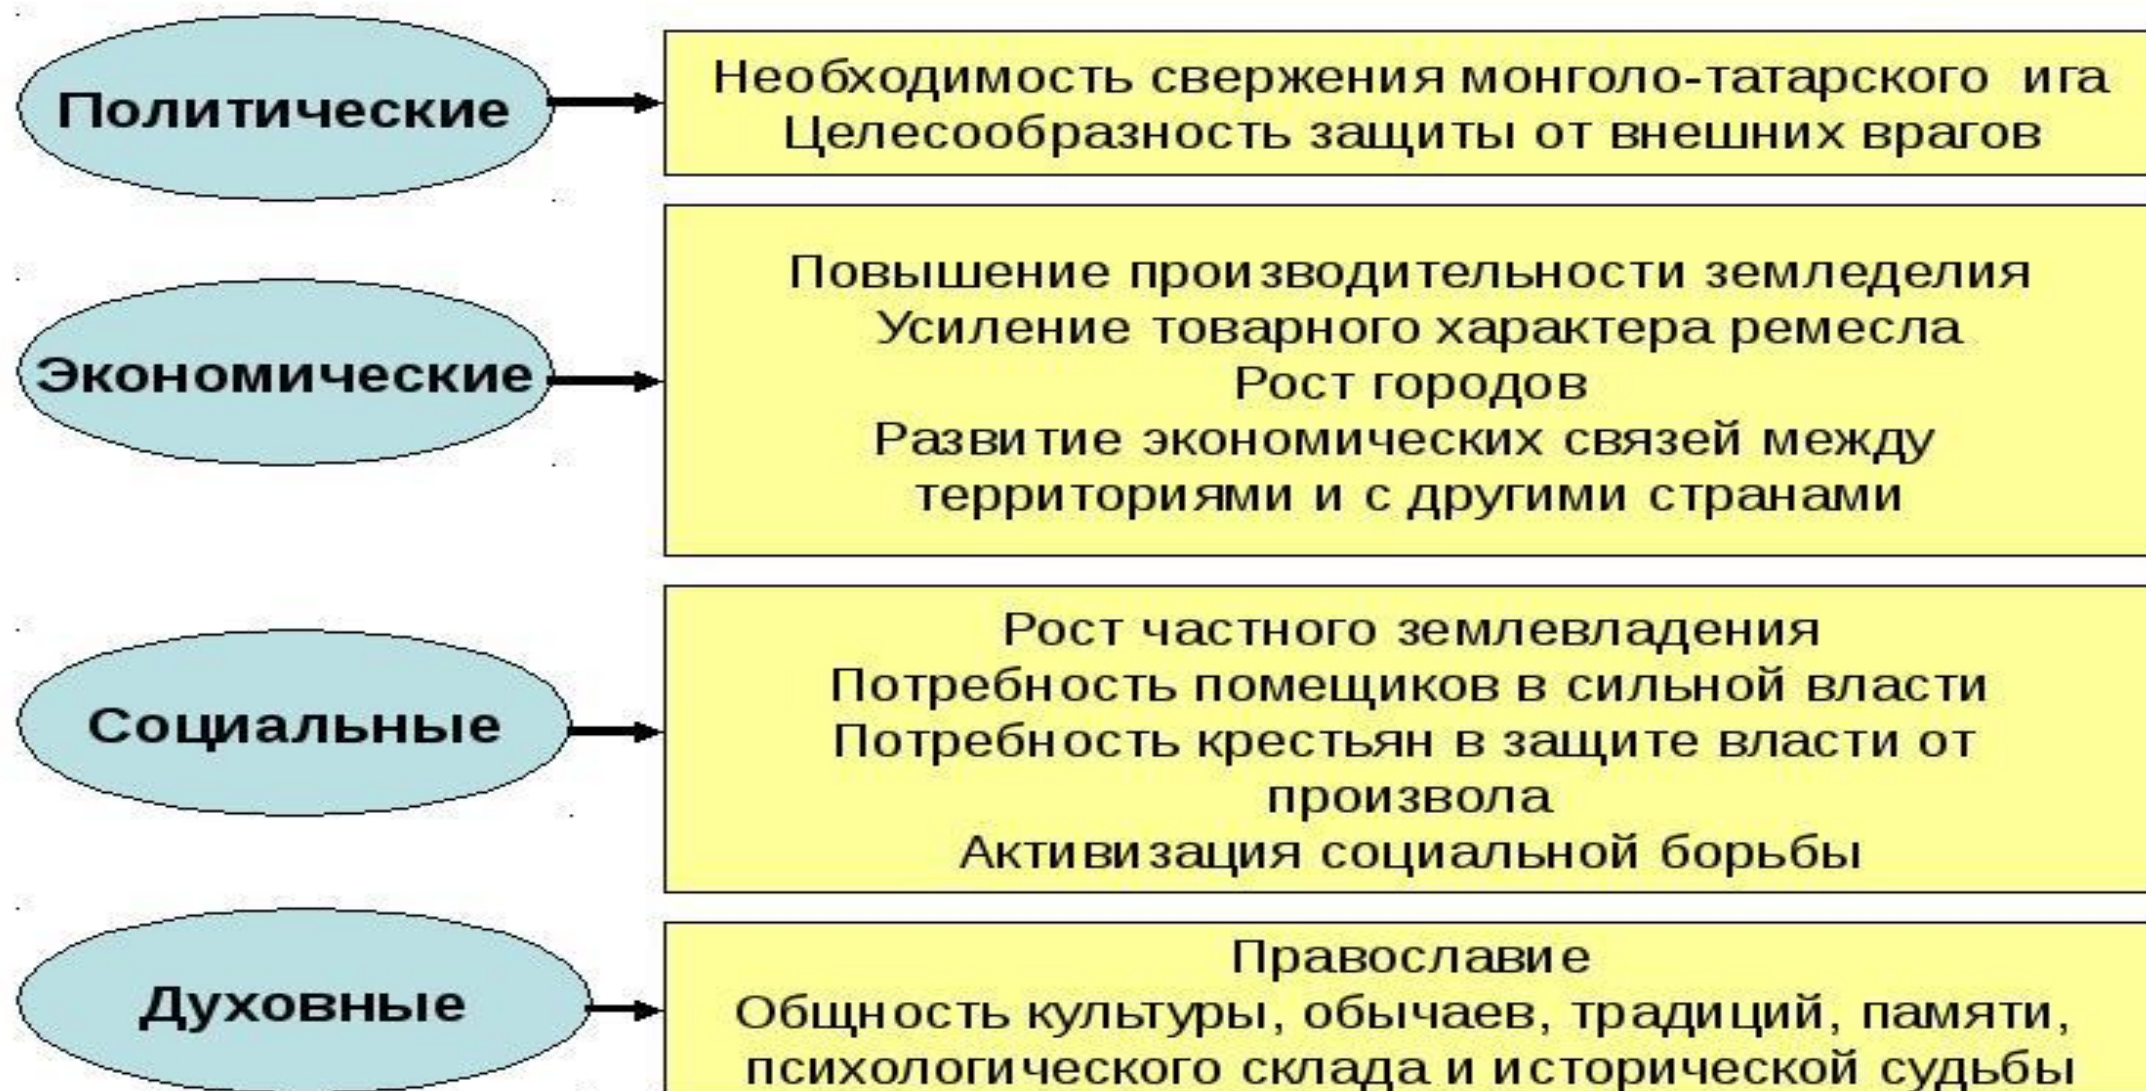 Политические
Необходимость свержения монголо-татарского ига
Целесообразность защиты от внешних врагов
Экономические
Повышение производительности земледелия
Усиление товарного характера ремесла
Рост городов
Развитие экономических связей между
территориями и с другими странами
Социальные
Рост частного землевладения
Потребность помещиков в сильной власти
Потребность крестьян в защите власти от
произвола
Активизация социальной борьбы
Духовные
Православие
Общность культуры, обычаев, традиций, памяти,
психологического склада и исторической судьбы